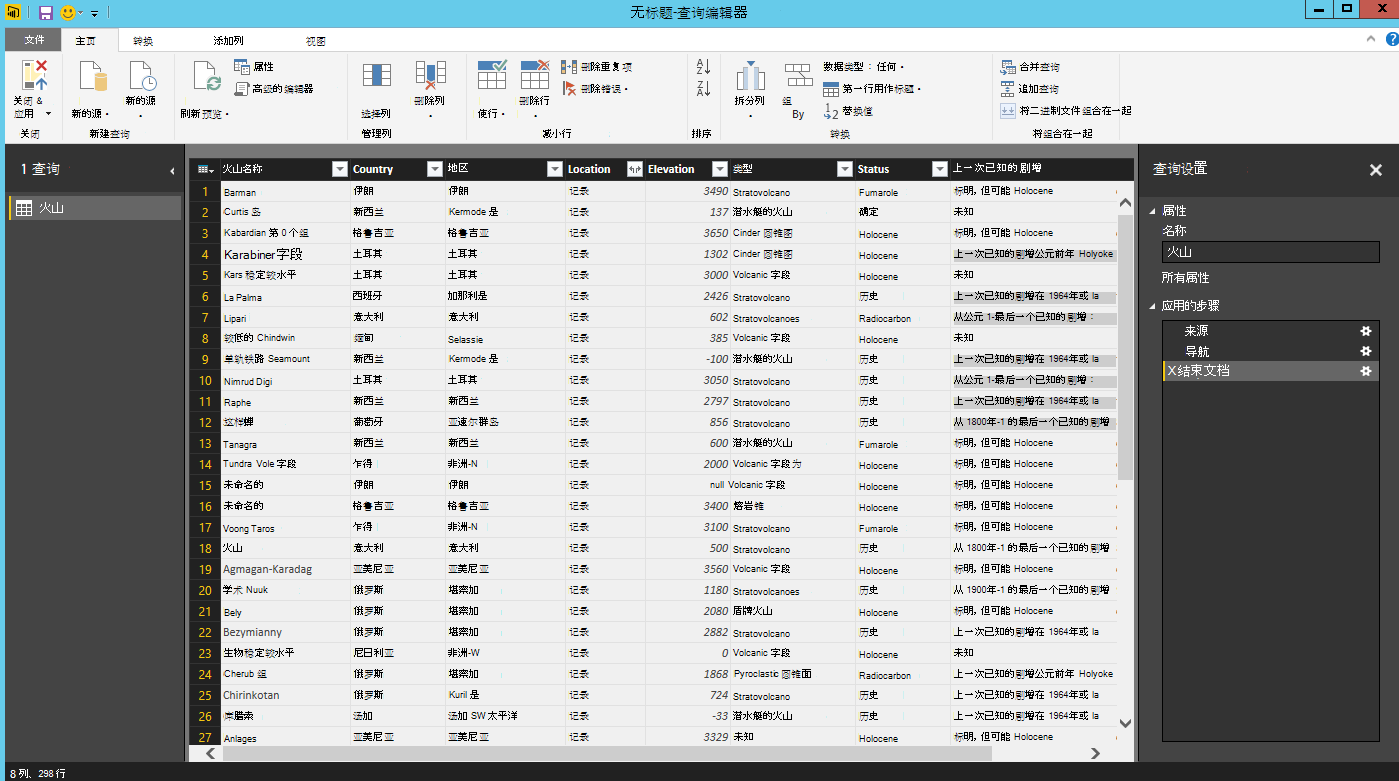 无标题-查询编辑器
文件 主页 转换 添加列 视图
关闭 & 应用
关闭
新的源
新的源
新建查询
刷新 预览
属性
高级的编辑器
选择列
删除列
管理列
使行
删除行
删除重复项
删除错误
减小行
排序
拆分列
组 By
数据类型：任何
第一行用作标题
替换值
转换
合并查询
追加查询
将二进制文件组合在一起
将组合在一起
1 查询
火山
火山名称 Country 地区 Location Elevation 类型 Status 上一次已知的剧增
1 Barman 伊朗 伊朗 记录 3490 Stratovolcano Fumarole 标明, 但可能 Holocene
2 Curtis 岛 新西兰 Kermode 是 记录 137 潜水艇的火山 确定 未知
3 Kabardian 第 0 个组 格鲁吉亚 格鲁吉亚 记录 3650 Cinder 圆锥图 Holocene 标明, 但可能 Holocene
4 Karabiner字段 土耳其 土耳其 记录 1302 Cinder 圆锥图 Holocene 上一次已知的剧增公元前年 Holyoke
5 Kars 稳定较水平 土耳其 土耳其 记录 3000 Volcanic 字段 Holocene 未知
6 La Palma 西班牙 加那利是 记录 2426 Stratovolcano 历史 上一次已知的剧增在 1964年或 la
7 Lipari 意大利 意大利 记录 602 Stratovolcanoes Radiocarbon 从公元 1-最后一个已知的剧增：
8 较低的 Chindwin 缅甸 Selassie 记录 385 Volcanic 字段 Holocene 未知
9 单轨铁路 Seamount 新西兰 Kermode 是 记录 -100 潜水艇的火山 历史 上一次已知的剧增在 1964年或 la
10 Nimrud Digi 土耳其 土耳其 记录 3050 Stratovolcano 历史 从公元 1-最后一个已知的剧增：
11 Raphe 新西兰 新西兰 记录 2797 Stratovolcano 历史 上一次已知的剧增在 1964年或 la
12 这样蝉 葡萄牙 亚速尔群岛 记录 856 Stratovolcano 历史 从 1800年-1 的最后一个已知的剧增
13 Tanagra 新西兰 新西兰 记录 600 潜水艇的火山 Fumarole 标明, 但可能 Holocene
14 Tundra Vole 字段 乍得 非洲-N 记录 2000 Volcanic 字段为 Holocene 标明, 但可能 Holocene
15 未命名的 伊朗 伊朗 记录 null Volcanic 字段 Holocene 标明, 但可能 Holocene
16 未命名的 格鲁吉亚 格鲁吉亚 记录 3400 熔岩锥 Holocene 标明, 但可能 Holocene
17 Voong Taros 乍得 非洲-N 记录 3100 Stratovolcano Fumarole 标明, 但可能 Holocene
18 火山 意大利 意大利 记录 500 Stratovolcano 历史 从 1800年-1 的最后一个已知的剧增
19 Agmagan-Karadag 亚美尼亚 亚美尼亚 记录 3560 Volcanic 字段 Holocene 标明, 但可能 Holocene
20 学术 Nuuk 俄罗斯 堪察加 记录 1180 Stratovolcanoes 历史 从 1900年-1 的最后一个已知的剧增
21 Bely 俄罗斯 堪察加 记录 2080 盾牌火山 Holocene 标明, 但可能 Holocene
22 Bezymianny 俄罗斯 堪察加 记录 2882 Stratovolcano 历史 上一次已知的剧增在 1964年或 la
23 生物稳定较水平 尼日利亚 非洲-W 记录 0 Volcanic 字段 Holocene 未知
24 Cherub 组 俄罗斯 堪察加 记录 1868 Pyroclastic 圆锥面 Radiocarbon 上一次已知的剧增公元前年 Holyoke
25 Chirinkotan 俄罗斯 Kuril 是 记录 724 Stratovolcano 历史 上一次已知的剧增在 1964年或 la
26 库腊索 汤加 汤加 SW 太平洋 记录 -33 潜水艇的火山 历史 上一次已知的剧增在 1964年或 la
27 Anlages 亚美尼亚 亚美尼亚 记录 3329 未知 Holocene 标明, 但可能 Holocene
查询设置
属性
名称
火山
所有属性
应用的步骤
来源
导航
X结束文档
8 列、298 行